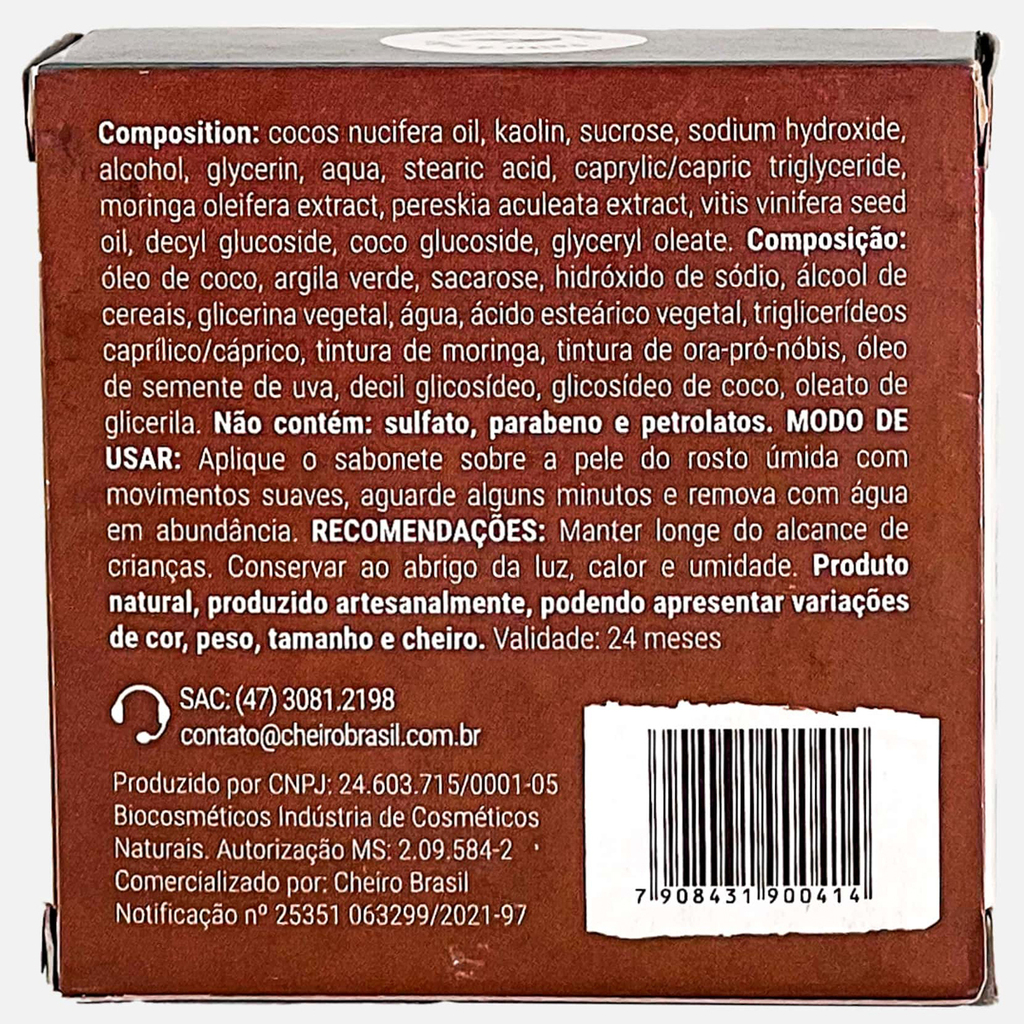 Composition: cocos nucifera oil, kaolin, sucrose, sodium hydroxide,
alcohol, glycerin, aqua, stearic acid, caprylic/capric triglyceride,
moringa oleifera extract, pereskia aculeata extract, vitis vinifera seed
oil, decyl glucoside, coco glucoside, glyceryl oleate. Composição:
óleo de coco, argila verde, sacarose, hidróxido de sódio, álcool de
cereais, glicerina vegetal, água, ácido esteárico vegetal, triglicerídeos
caprílico/cáprico, tintura de moringa, tintura de ora-pró-nóbis, óleo
de semente de uva, decil glicosídeo, glicosídeo de coco, oleato de
glicerila. Não contém: sulfato, parabeno e petrolatos. MODO DE
USAR: Aplique o sabonete sobre a pele do rosto úmida com
movimentos suaves, aguarde alguns minutos e remova com água
em abundância. RECOMENDAÇÕES: Manter longe do alcance de
crianças. Conservar ao abrigo da luz, calor e umidade. Produto
natural, produzido artesanalmente, podendo apresentar variações
de cor, peso, tamanho e cheiro. Validade: 24 meses
SAC: (47) 3081.2198
contato@cheirobrasil.com.br
Produzido por CNPJ: 24.603.715/0001-05
Biocosméticos Indústria de Cosméticos
Naturais. Autorização MS: 2.09.584-2
Comercializado por: Cheiro Brasil
Notificação nº 25351 063299/2021-97
7 908431 900414